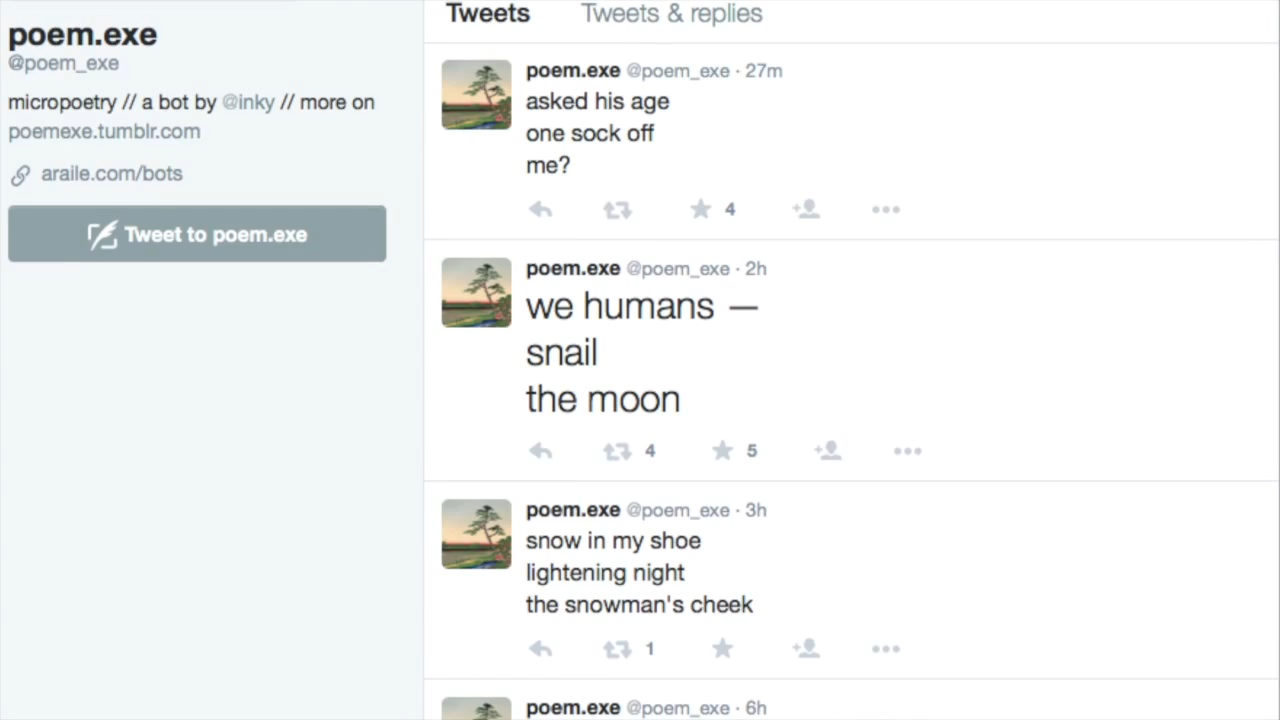 poem.exe
@poem_exe
micropoetry // a bot by @inky // more on
poemexe.tumblr.com
araile.com/bots
Tweet to poem.exe
Tweets Tweets & replies
poem.exe @poem_exe · 27m
asked his age
one sock off
me?
4
poem.exe @poem_exe · 2h
we humans —
snail
the moon
4 5
poem.exe @poem_exe · 3h
snow in my shoe
lightening night
the snowman's cheek
1
poem.exe @poem_exe · 6h